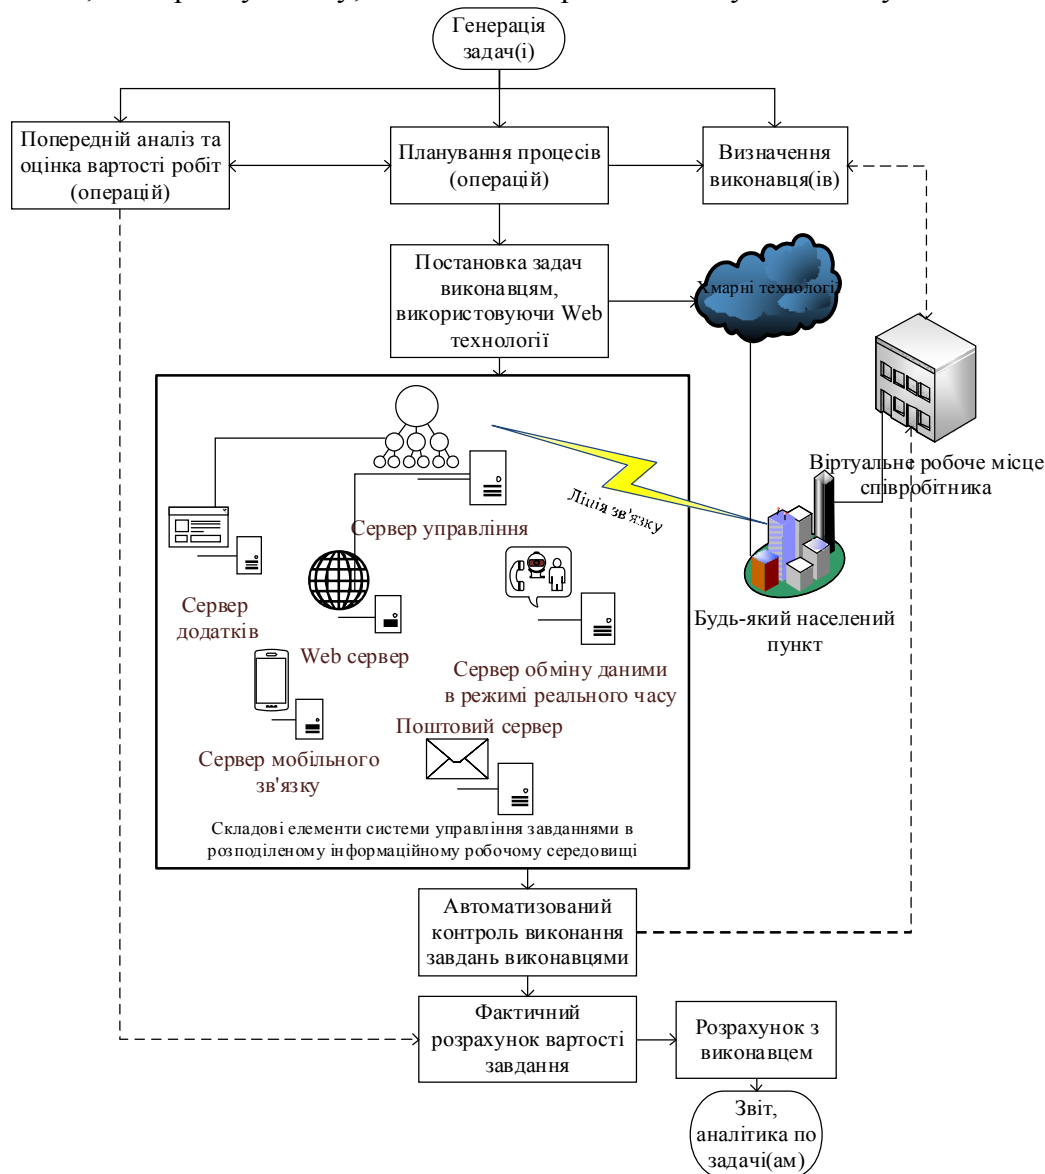 Генерація
задач(і)
Попередній аналіз та
оцінка вартості робіт
(операцій)
Планування процесів
(операцій)
Визначення
виконавця(ів)
Постановка задач
виконавцям,
використовуючи Web
технології
Хмарні технології
Віртуальне робоче місце
співробітника
Лінія зв'язку
Сервер управління
Сервер
додатків
Web сервер
Сервер обміну даними
в режимі реального часу
Будь-який населений
пункт
Поштовий сервер
Сервер мобільного
зв'язку
Складові елементи системи управління завданнями в
розподіленому інформаційному робочому середовищі
Автоматизований
контроль виконання
завдань виконавцями
Фактичний
розрахунок вартості
завдання
Розрахунок з
виконавцем
Звіт,
аналітика по
задачі(ам)